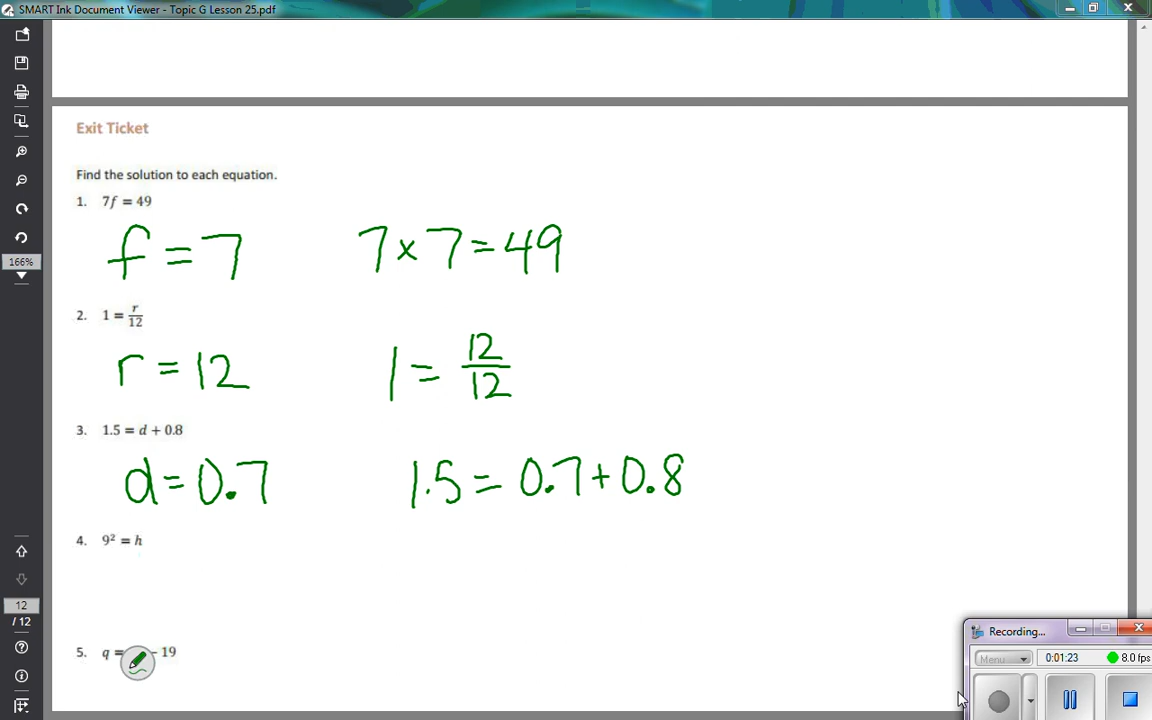 SMART Ink Document Viewer - Topic G Lesson 25.pdf
Exit Ticket
Find the solution to each equation.
1. 7f = 49
f = 7 7 × 7 = 49
2. 1 = r/12
r = 12 1 = 12/12
3. 1.5 = d + 0.8
d = 0.7 1.5 = 0.7 + 0.8
4. 9² = h
5. q = - 19
166%
12
/ 12
Recording...
Menu 0:01:23 8.0 fps